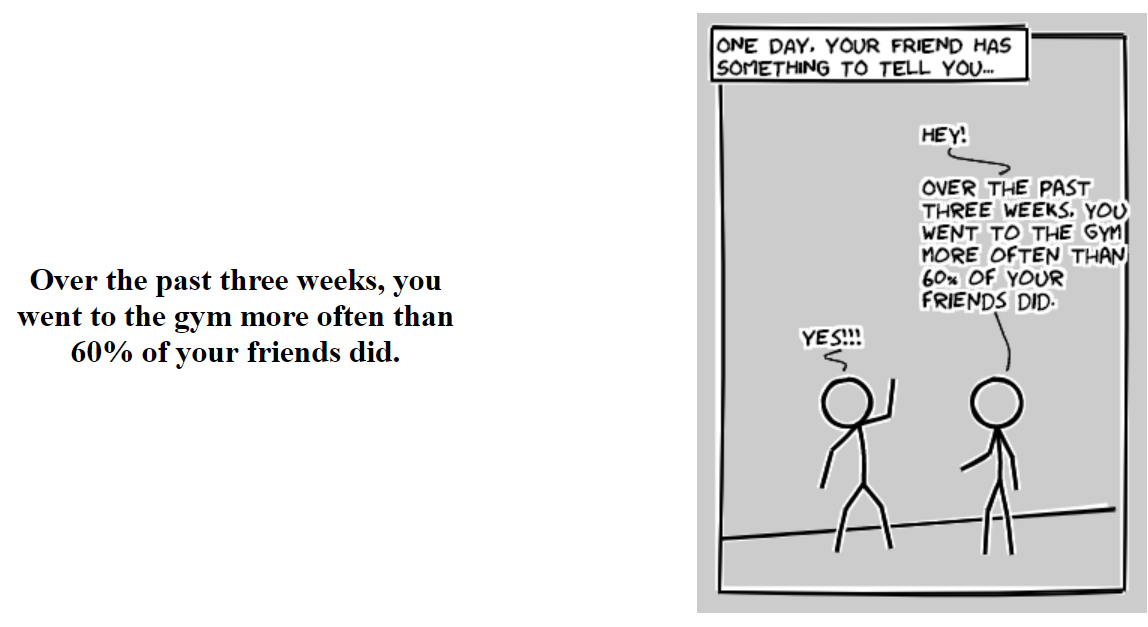 Over the past three weeks, you
went to the gym more often than
60% of your friends did.
ONE DAY, YOUR FRIEND HAS
SOMETHING TO TELL YOU...
HEY!
OVER THE PAST
THREE WEEKS, YOU
WENT TO THE GYM
MORE OFTEN THAN
60% OF YOUR
FRIENDS DID.
YES!!!